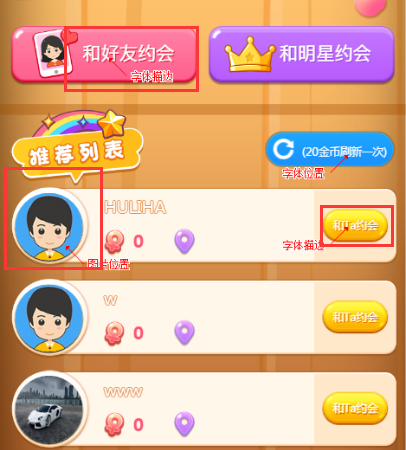 和好友约会
和明星约会
字体描边
推荐列表
(20金币刷新一次)
字体位置
HULIHA
和Ta约会
0
字体描边
图片位置
w
和Ta约会
0
www
和Ta约会
0